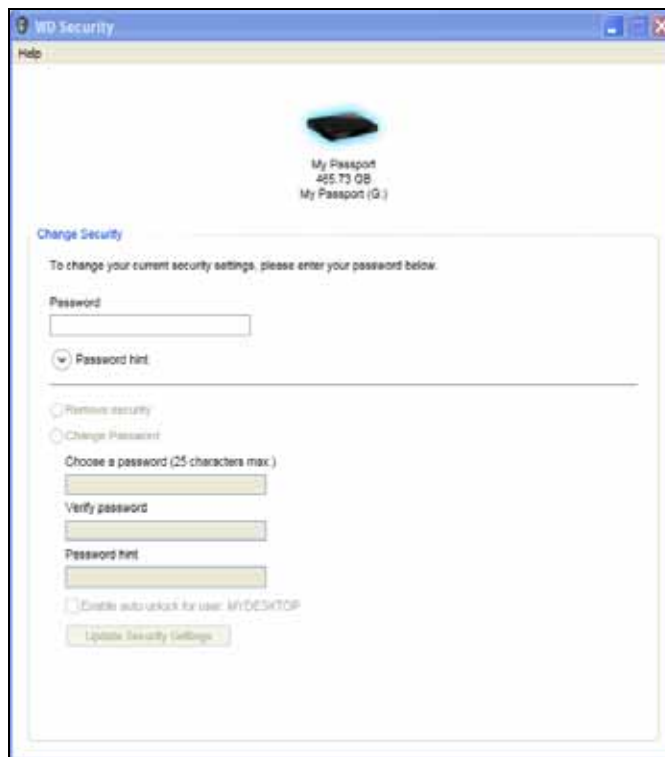 WD Security
Help
My Passport
465.73 GB
My Passport (G:)
Change Security
To change your current security settings, please enter your password below.
Password
Password hint
Remove security
Change Password
Choose a password (25 characters max.)
Verify password
Password hint
Enable auto unlock for user: MYDESKTOP
Update Security Settings